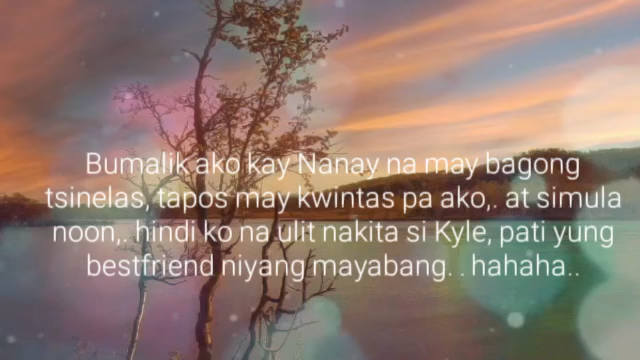 Bumalik ako kay Nanay na may bagong
tsinelas, tapos may kwintas pa ako,. at simula
noon,. hindi ko na ulit nakita si Kyle, pati yung
bestfriend niyang mayabang. . hahaha..